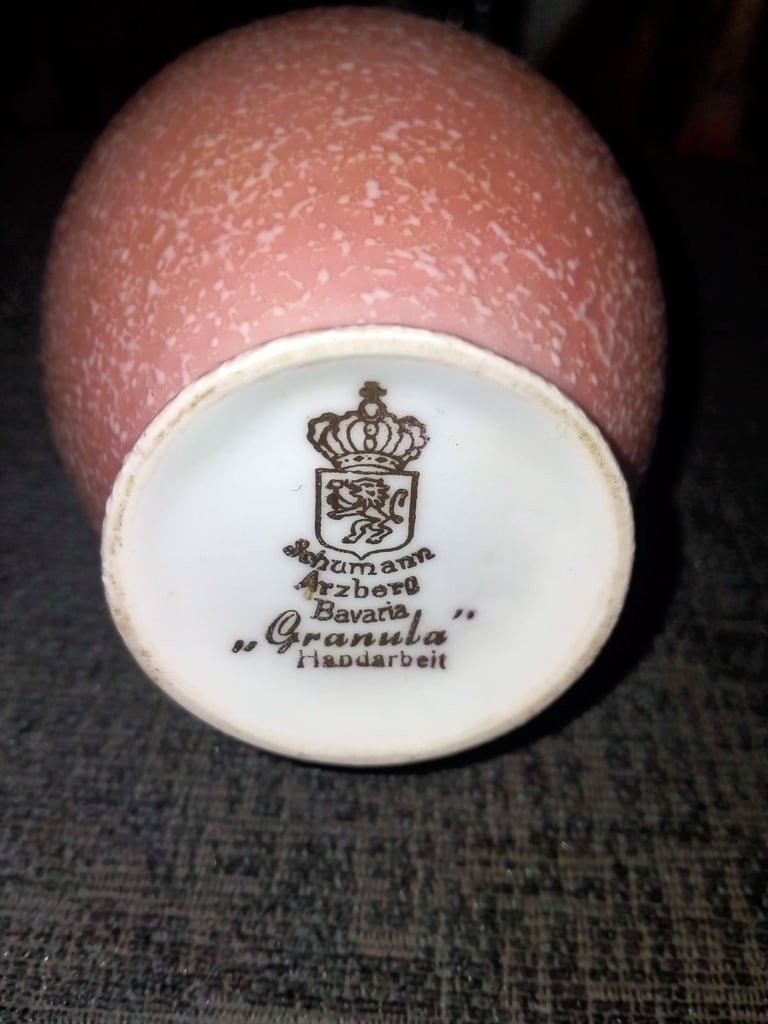 Schumann
Arzberg
Bavaria
„Granula”
Handarbeit